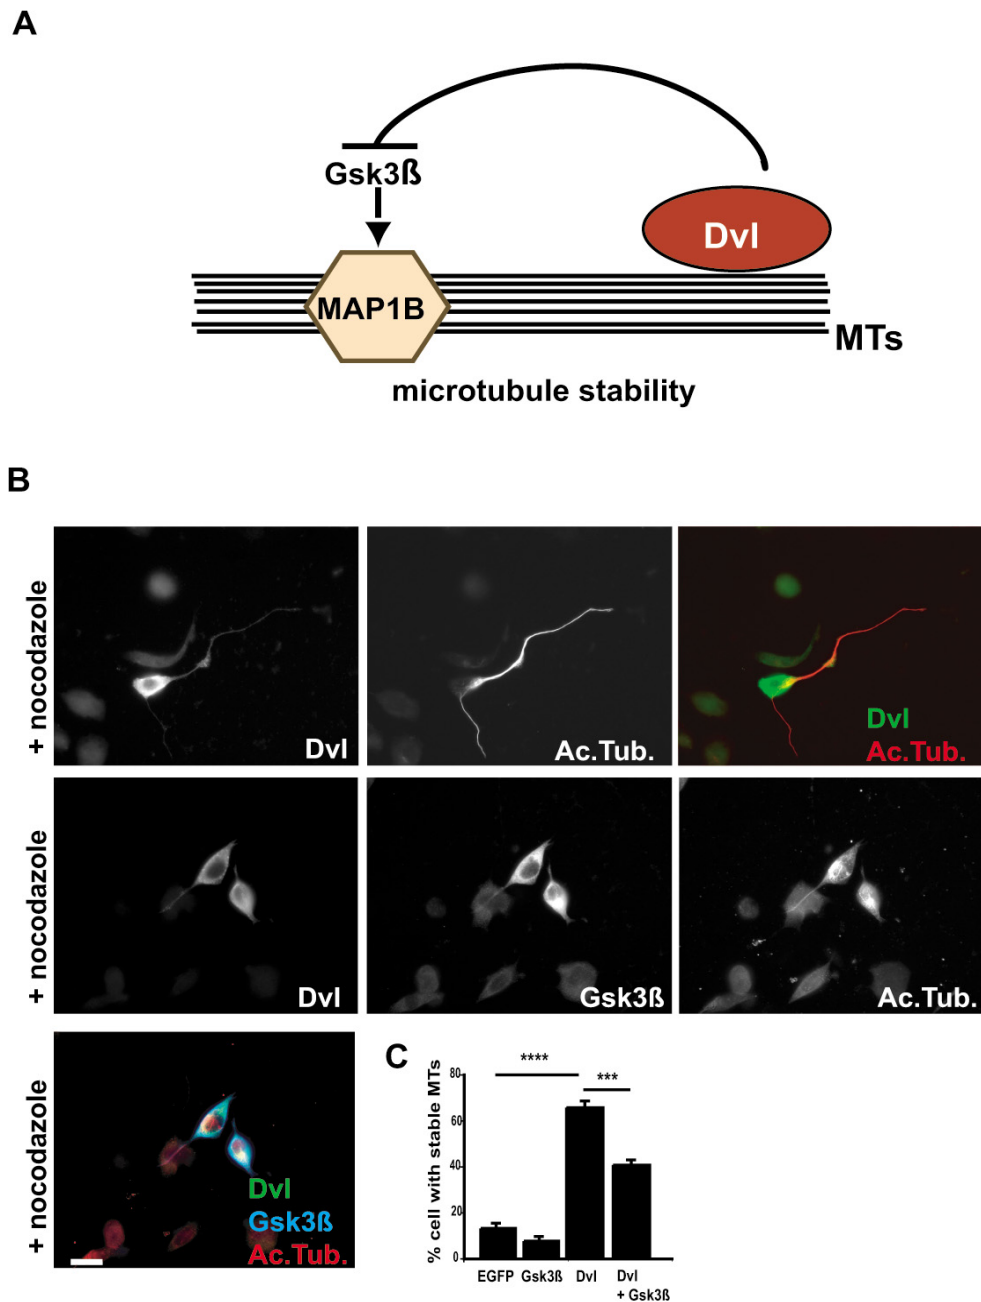 A
Gsk3ß
Dvl
MAP1B
MTs
microtubule stability
B
+ nocodazole
Dvl
Ac.Tub.
Dvl
Ac.Tub.
+ nocodazole
Dvl
Gsk3ß
Ac.Tub.
+ nocodazole
Dvl
Gsk3ß
Ac.Tub.
C
% cell with stable MTs
80
60
40
20
0
****
***
EGFP
Gsk3ß
Dvl
Dvl
+ Gsk3ß